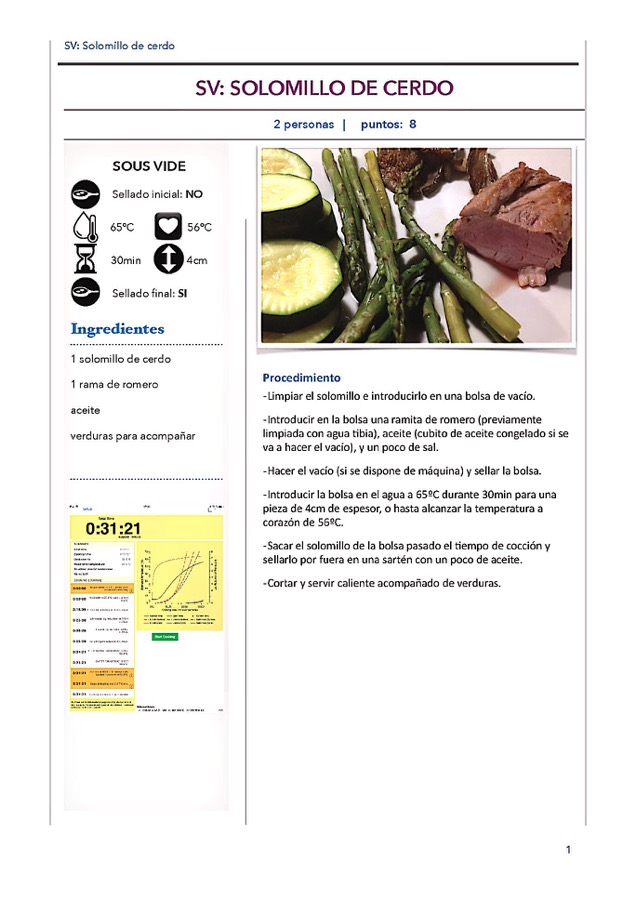 SV: Solomillo de cerdo
SV: SOLOMILLO DE CERDO
2 personas | puntos: 8
SOUS VIDE
Sellado inicial: NO
65ºC
56ºC
30min
4cm
Sellado final: SI
Ingredientes
1 solomillo de cerdo
1 rama de romero
aceite
verduras para acompañar
0:31:21
Start Cooking
Procedimiento
-Limpiar el solomillo e introducirlo en una bolsa de vacío.
-Introducir en la bolsa una ramita de romero (previamente
limpiada con agua tibia), aceite (cubito de aceite congelado si se
va a hacer el vacío), y un poco de sal.
-Hacer el vacío (si se dispone de máquina) y sellar la bolsa.
-Introducir la bolsa en el agua a 65ºC durante 30min para una
pieza de 4cm de espesor, o hasta alcanzar la temperatura a
corazón de 56ºC.
-Sacar el solomillo de la bolsa pasado el tiempo de cocción y
sellarlo por fuera en una sartén con un poco de aceite.
-Cortar y servir caliente acompañado de verduras.
1